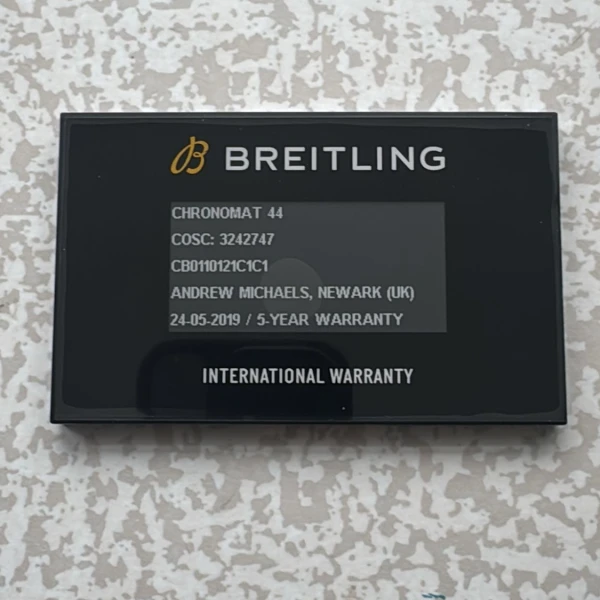 BREITLING
CHRONOMAT 44
COSC: 3242747
CB0110121C1C1
ANDREW MICHAELS, NEWARK (UK)
24-05-2019 / 5-YEAR WARRANTY
INTERNATIONAL WARRANTY